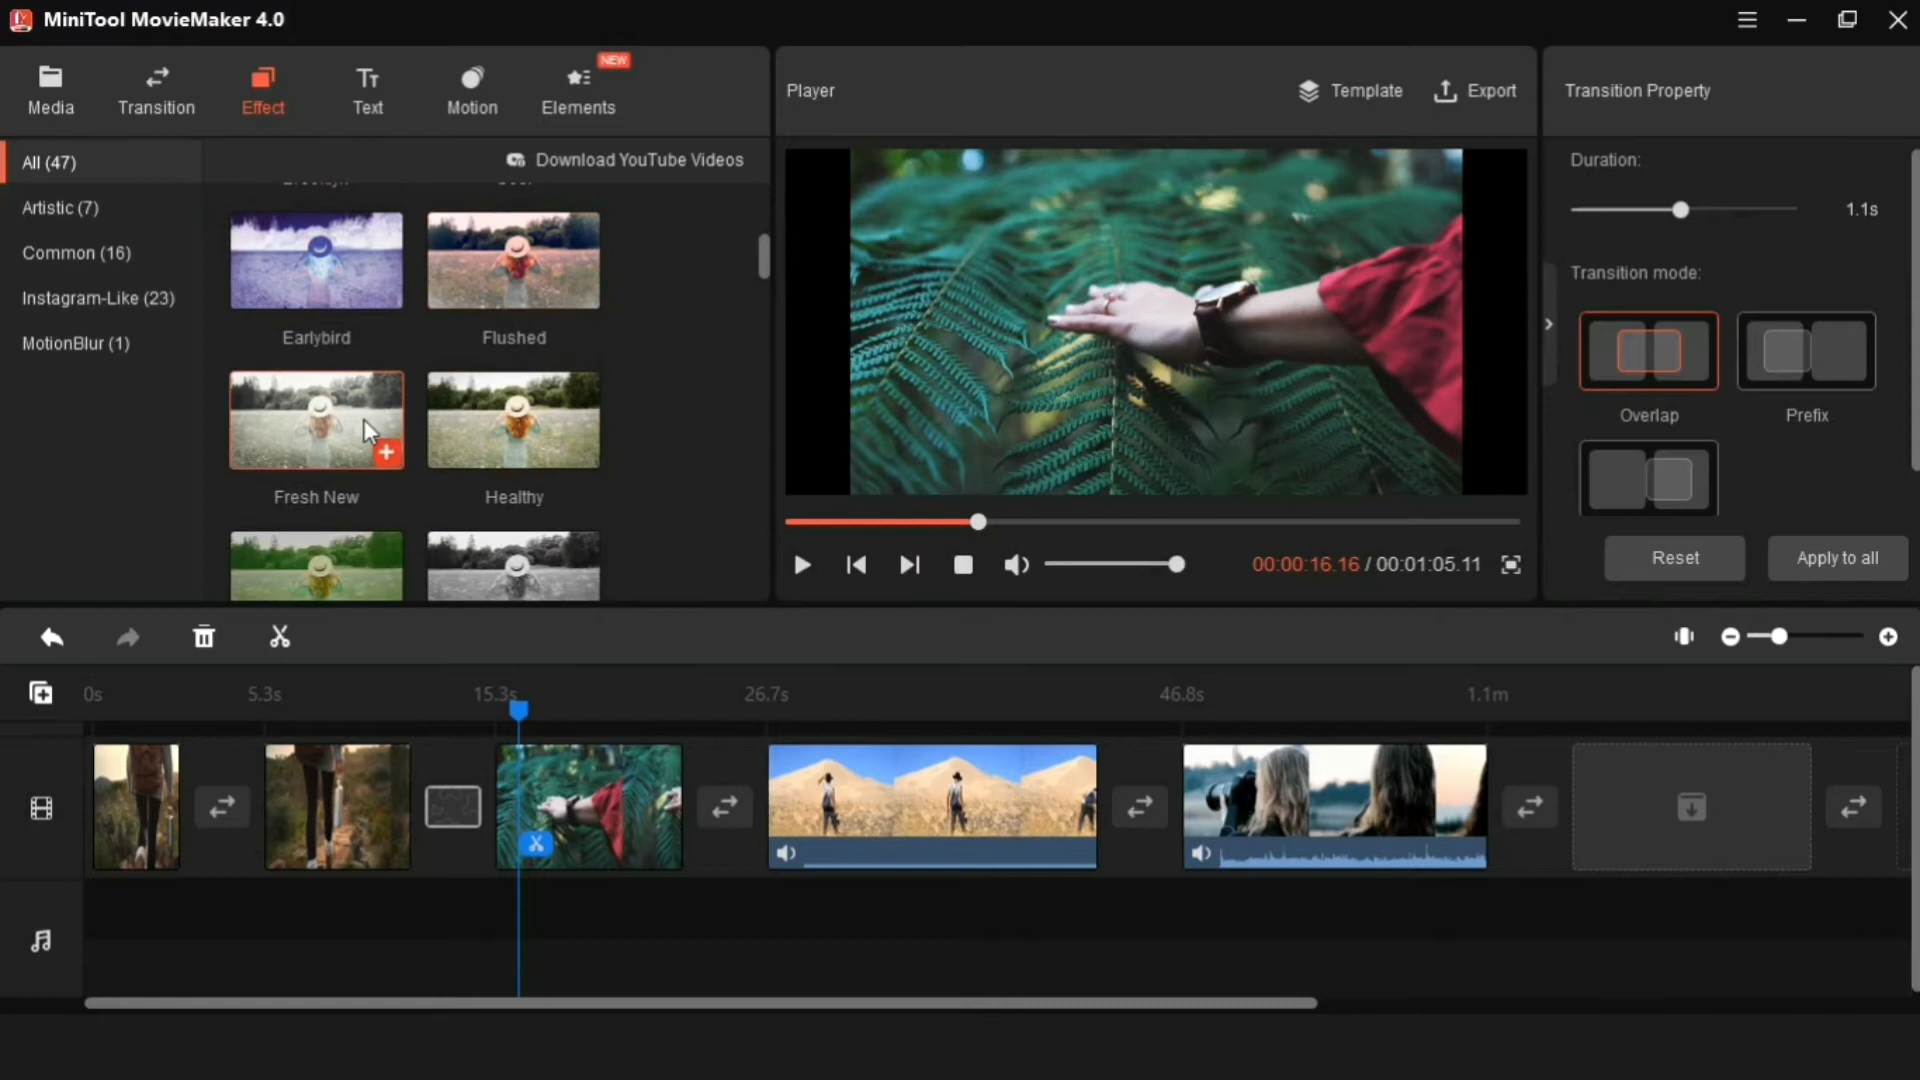 MiniTool MovieMaker 4.0
Media
Transition
Effect
Text
Motion
NEW
Elements
Player
Template
Export
Transition Property
All (47)
Download YouTube Videos
Artistic (7)
Common (16)
Instagram-Like (23)
MotionBlur (1)
Earlybird
Flushed
Fresh New
Healthy
Duration:
1.1s
Transition mode:
Overlap
Prefix
Reset
Apply to all
00:00:16.16 / 00:01:05.11
0s
5.3s
15.3s
26.7s
46.8s
1.1m